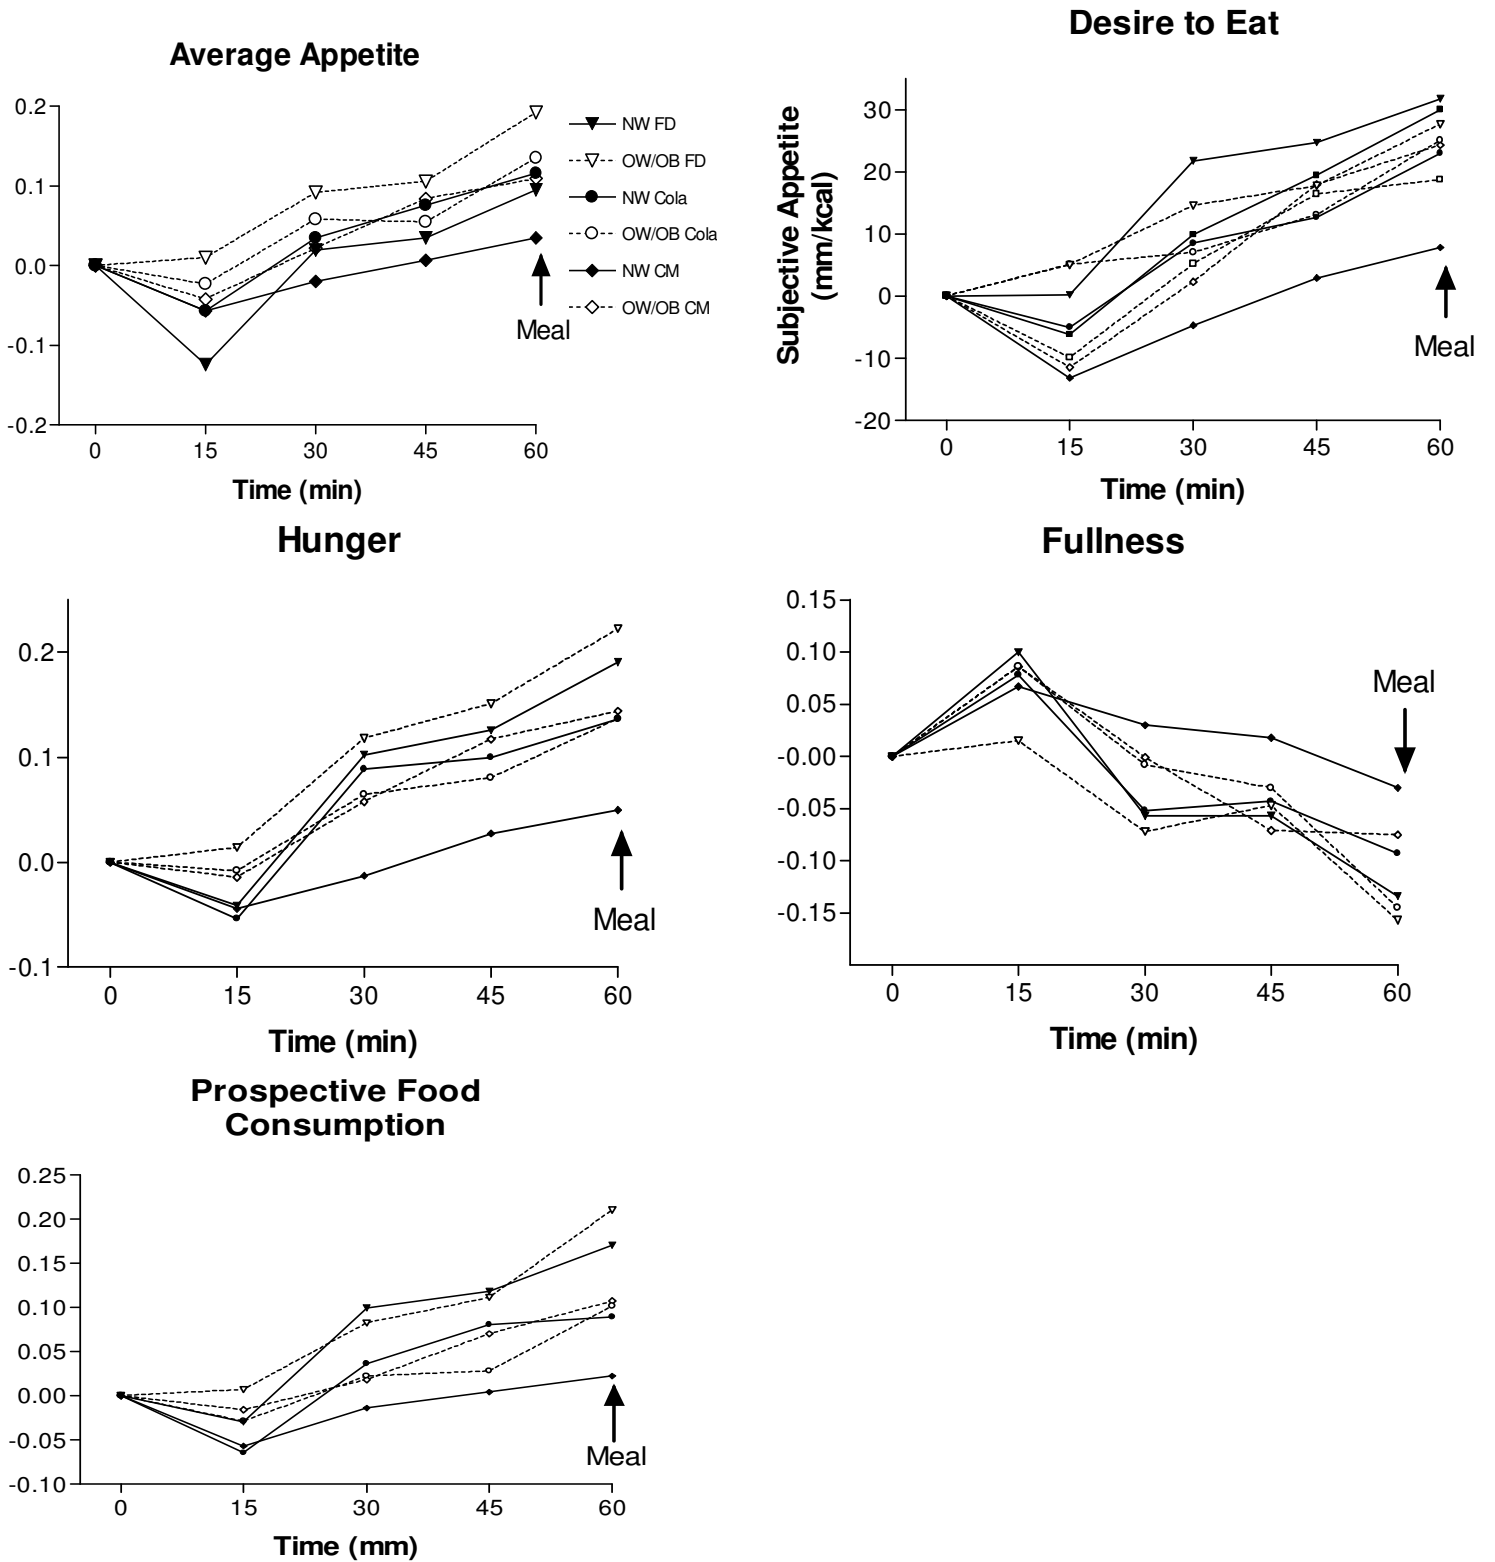 Average Appetite
0.2
0.1
0.0
-0.1
-0.2
0 15 30 45 60
Time (min)
NW FD
OW/OB FD
NW Cola
OW/OB Cola
NW CM
OW/OB CM
Meal
Desire to Eat
Subjective Appetite
(mm/kcal)
30
20
10
0
-10
-20
0 15 30 45 60
Time (min)
Meal
Hunger
0.2
0.1
0.0
-0.1
0 15 30 45 60
Time (min)
Meal
Fullness
0.15
0.10
0.05
-0.00
-0.05
-0.10
-0.15
0 15 30 45 60
Time (min)
Meal
Prospective Food
Consumption
0.25
0.20
0.15
0.10
0.05
0.00
-0.05
-0.10
0 15 30 45 60
Time (mm)
Meal